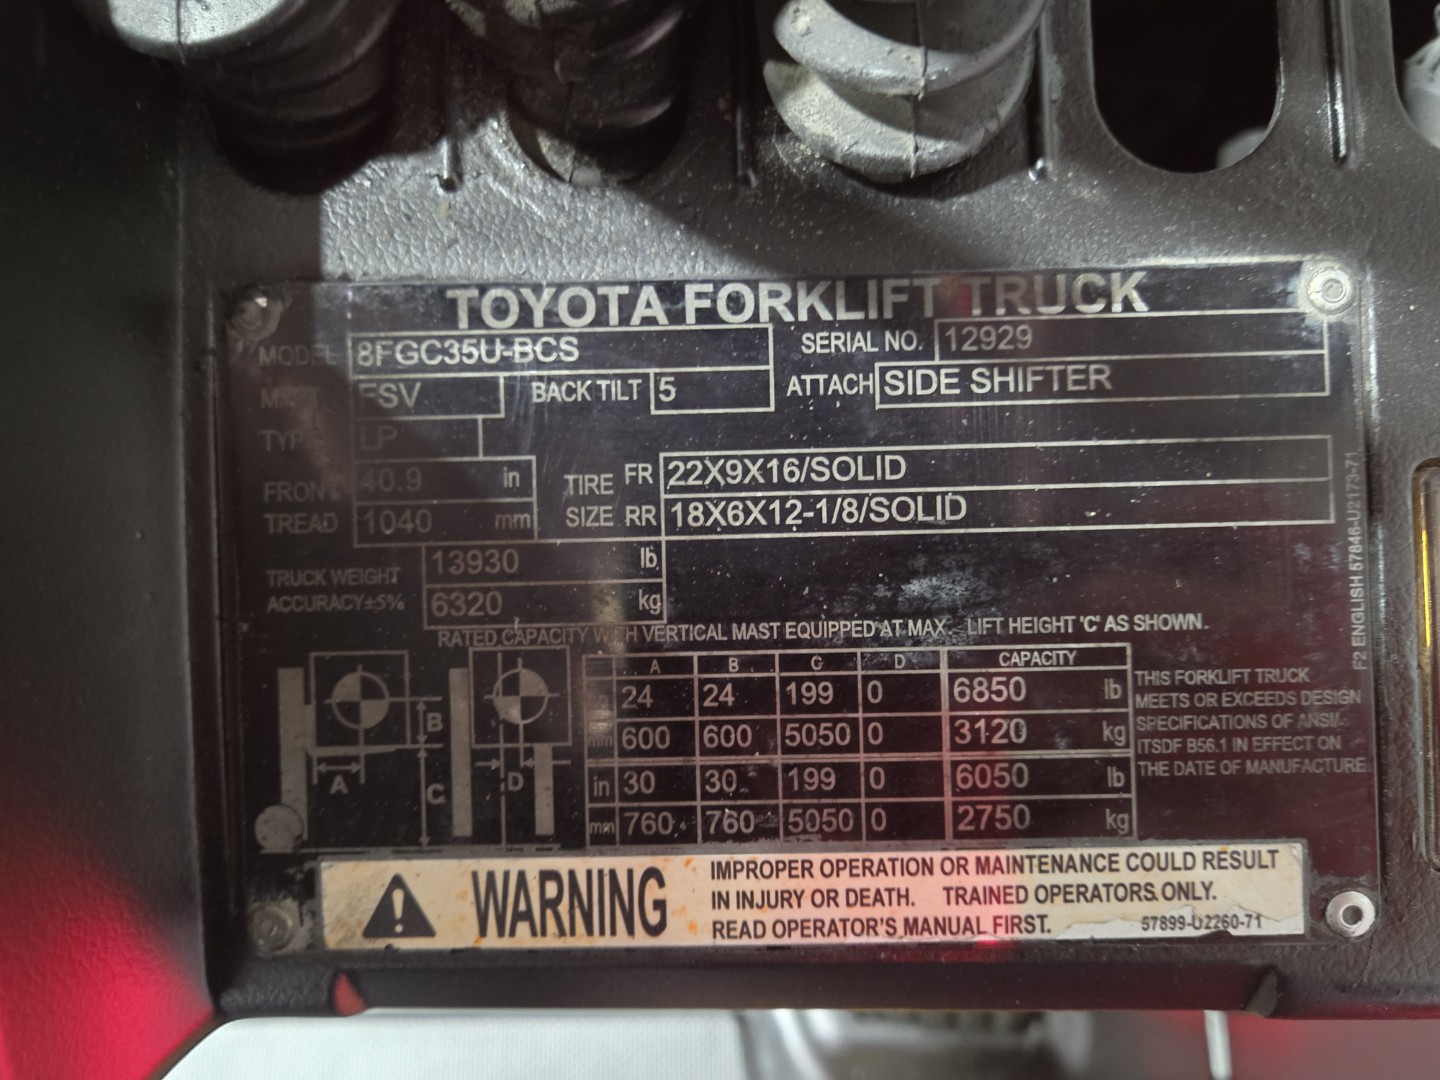 TOYOTA FORKLIFT TRUCK
MODEL 8FGC35U-BCS SERIAL NO. 12929
FSV BACK TILT 5 ATTACH SIDE SHIFTER
TYPE LP
FRONT 40.9 in TIRE FR 22X9X16/SOLID
TREAD 1040 mm SIZE RR 18X6X12-1/8/SOLID
TRUCK WEIGHT 13930 lb
ACCURACY±5% 6320 kg
RATED CAPACITY WITH VERTICAL MAST EQUIPPED AT MAX. LIFT HEIGHT 'C' AS SHOWN.
A B C D CAPACITY
24 24 199 0 6850 lb
mm 600 600 5050 0 3120 kg
in 30 30 199 0 6050 lb
mm 760 760 5050 0 2750 kg
A B C D
THIS FORKLIFT TRUCK
MEETS OR EXCEEDS DESIGN
SPECIFICATIONS OF
ITSDF B56.1 IN EFFECT ON
THE DATE OF MANUFACTURE
F2 ENGLISH 57846-U2173-71
WARNING
IMPROPER OPERATION OR MAINTENANCE COULD RESULT
IN INJURY OR DEATH. TRAINED OPERATORS ONLY.
READ OPERATOR'S MANUAL FIRST.
57899-U2260-71